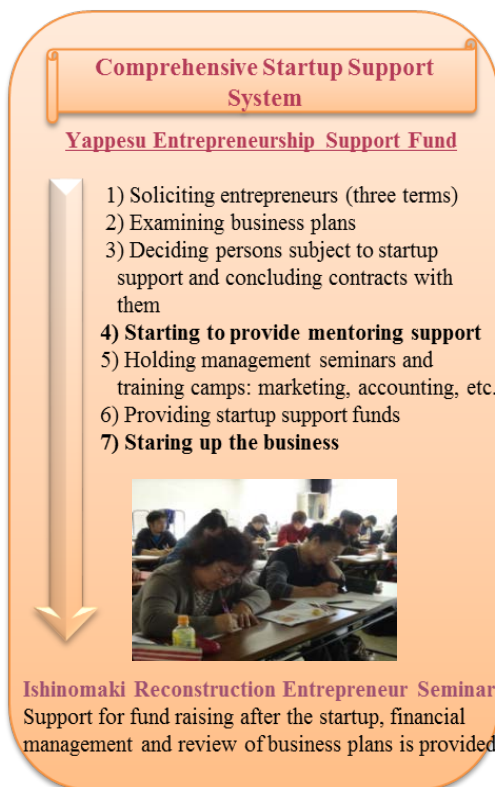 Comprehensive Startup Support
System
Yappesu Entrepreneurship Support Fund
1) Soliciting entrepreneurs (three terms)
2) Examining business plans
3) Deciding persons subject to startup
support and concluding contracts with
them
4) Starting to provide mentoring support
5) Holding management seminars and
training camps: marketing, accounting, etc.
6) Providing startup support funds
7) Staring up the business
Ishinomaki Reconstruction Entrepreneur Seminar
Support for fund raising after the startup, financial
management and review of business plans is provided